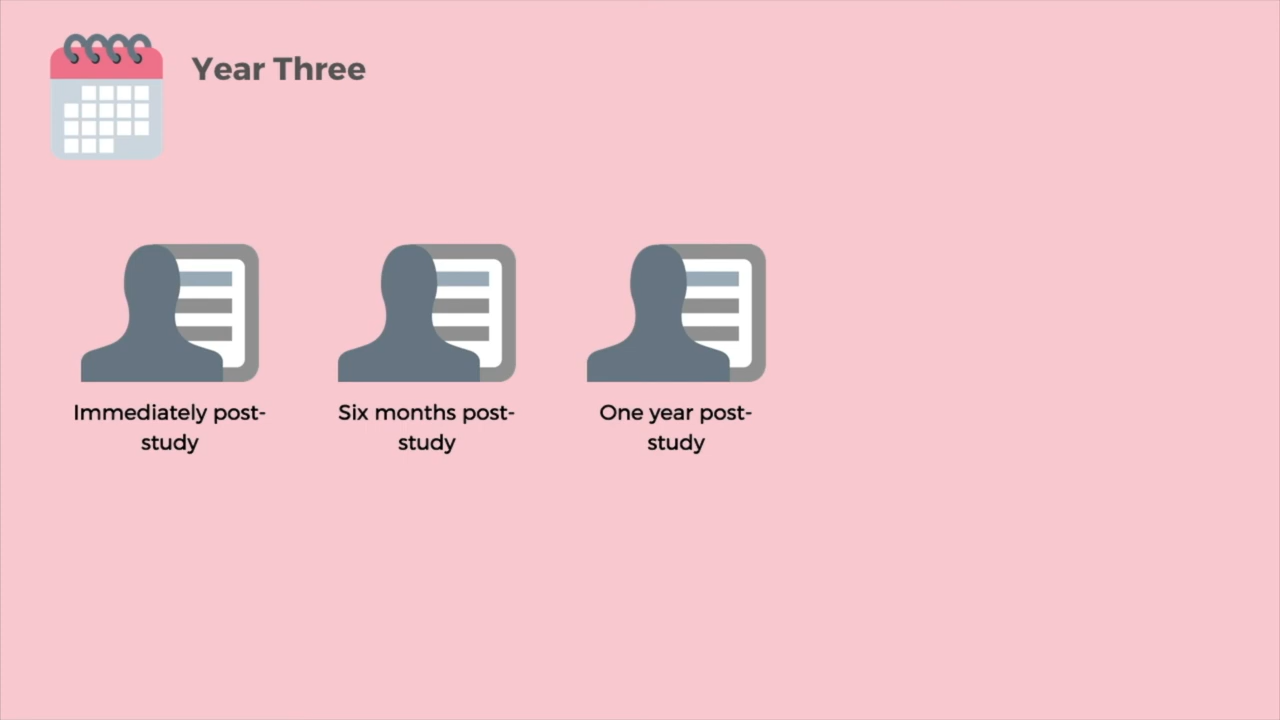 Year Three
Immediately post-
study
Six months post-
study
One year post-
study